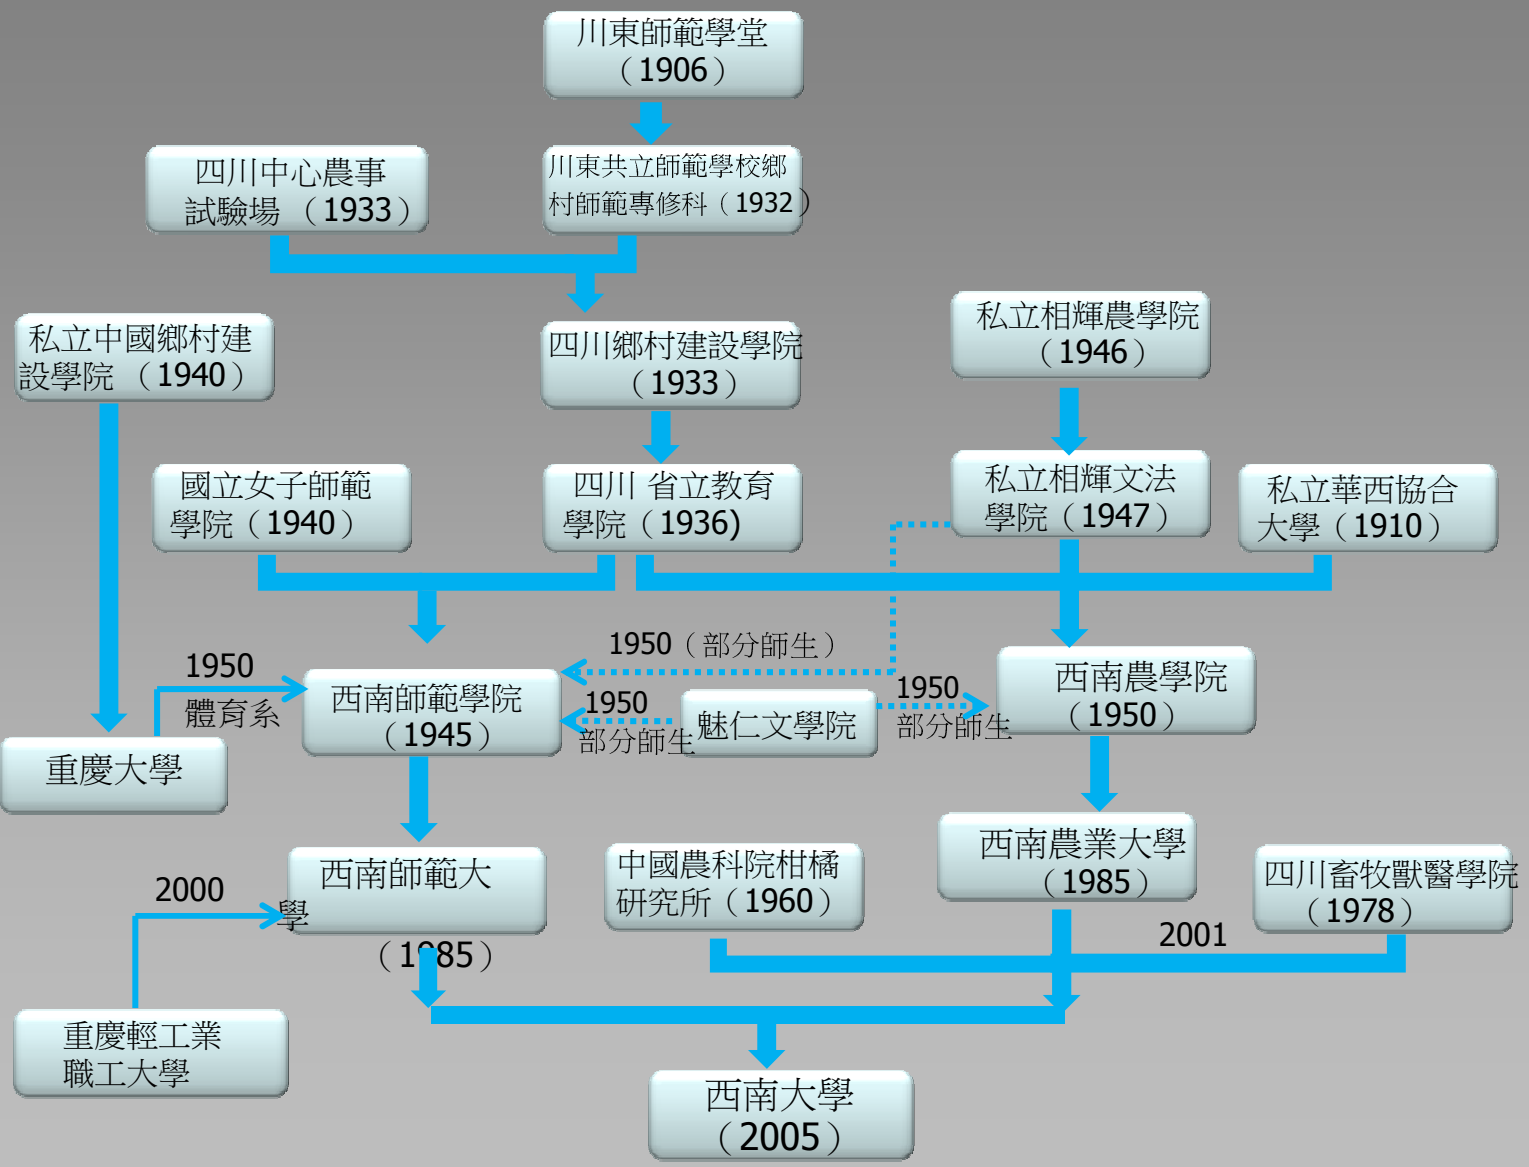 川東師範學堂
（1906）
四川中心農事
試驗場 （1933）
川東共立師範學校鄉
村師範專修科（1932）
私立中國鄉村建
設學院 （1940）
四川鄉村建設學院
（1933）
私立相輝農學院
（1946）
國立女子師範
學院（1940）
四川 省立教育
學院（1936)
私立相輝文法
學院（1947）
私立華西協合
大學（1910）
1950（部分師生）
1950
體育系
西南師範學院
（1945）
1950
部分師生
魅仁文學院
1950
部分師生
西南農學院
（1950）
重慶大學
西南師範大
學
（1985）
2000
中國農科院柑橘
研究所（1960）
西南農業大學
（1985）
四川畜牧獸醫學院
（1978）
2001
重慶輕工業
職工大學
西南大學
（2005）